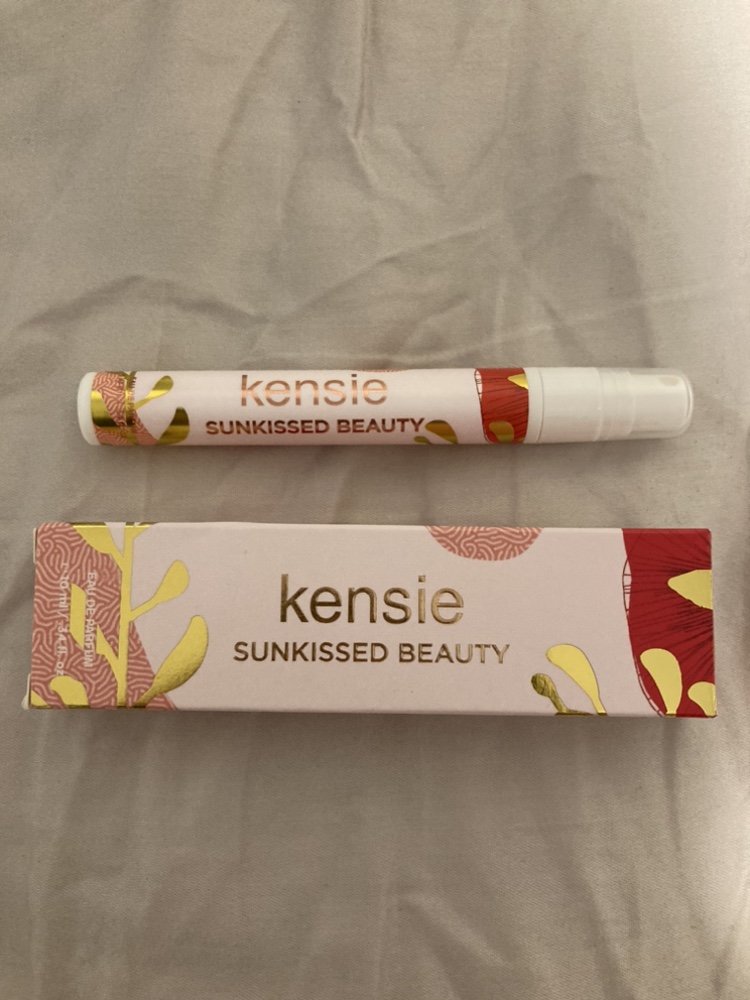 kensie
SUNKISSED BEAUTY
kensie
SUNKISSED BEAUTY
EAU DE PARFUM
10 ml / .34 fl. oz